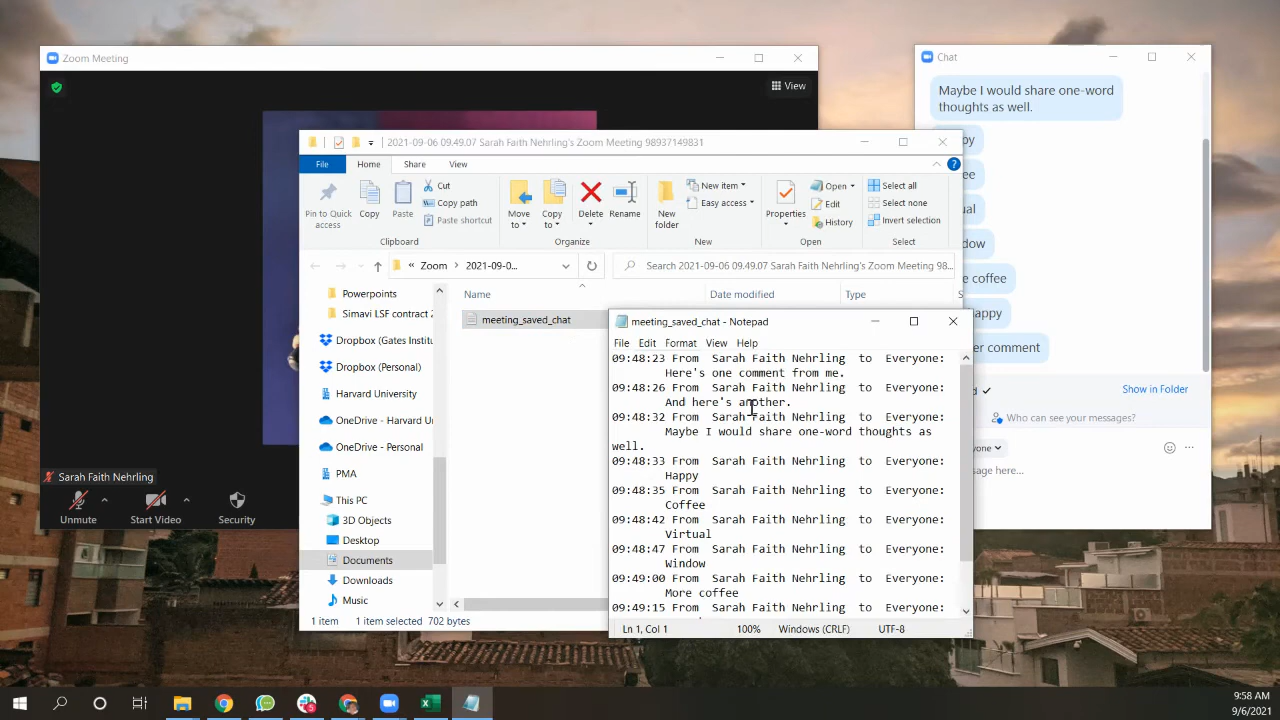 Zoom Meeting
View
Sarah Faith Nehrling
Unmute
Start Video
Security
2021-09-06 09.49.07 Sarah Faith Nehrling's Zoom Meeting 98937149831
File
Home
Share
View
Pin to Quick
access
Copy
Paste
Cut
Copy path
Paste shortcut
Clipboard
Move
to
Copy
to
Delete
Rename
Organize
New
folder
New item
Easy access
New
Properties
Open
Edit
History
Open
Select all
Select none
Invert selection
Select
«
Zoom
2021-09-0...
Search 2021-09-06 09.49.07 Sarah Faith Nehrling's Zoom Meeting 98...
Powerpoints
Simavi LSF contract 2
Dropbox (Gates Institu
Dropbox (Personal)
Harvard University
OneDrive - Harvard U
OneDrive - Personal
PMA
This PC
3D Objects
Desktop
Documents
Downloads
Music
Name
Date modified
Type
meeting_saved_chat
1 item
1 item selected
702 bytes
meeting_saved_chat - Notepad
File
Edit
Format
View
Help
09:48:23 From Sarah Faith Nehrling to Everyone:
Here's one comment from me.
09:48:26 From Sarah Faith Nehrling to Everyone:
And here's another.
09:48:32 From Sarah Faith Nehrling to Everyone:
Maybe I would share one-word thoughts as
well.
09:48:33 From Sarah Faith Nehrling to Everyone:
Happy
09:48:35 From Sarah Faith Nehrling to Everyone:
Coffee
09:48:42 From Sarah Faith Nehrling to Everyone:
Virtual
09:48:47 From Sarah Faith Nehrling to Everyone:
Window
09:49:00 From Sarah Faith Nehrling to Everyone:
More coffee
09:49:15 From Sarah Faith Nehrling to Everyone:
Ln 1, Col 1
100%
Windows (CRLF)
UTF-8
Chat
Maybe I would share one-word
thoughts as well.
py
ee
ual
dow
e coffee
appy
er comment
Show in Folder
Who can see your messages?
one
sage here...
9:58 AM
9/6/2021